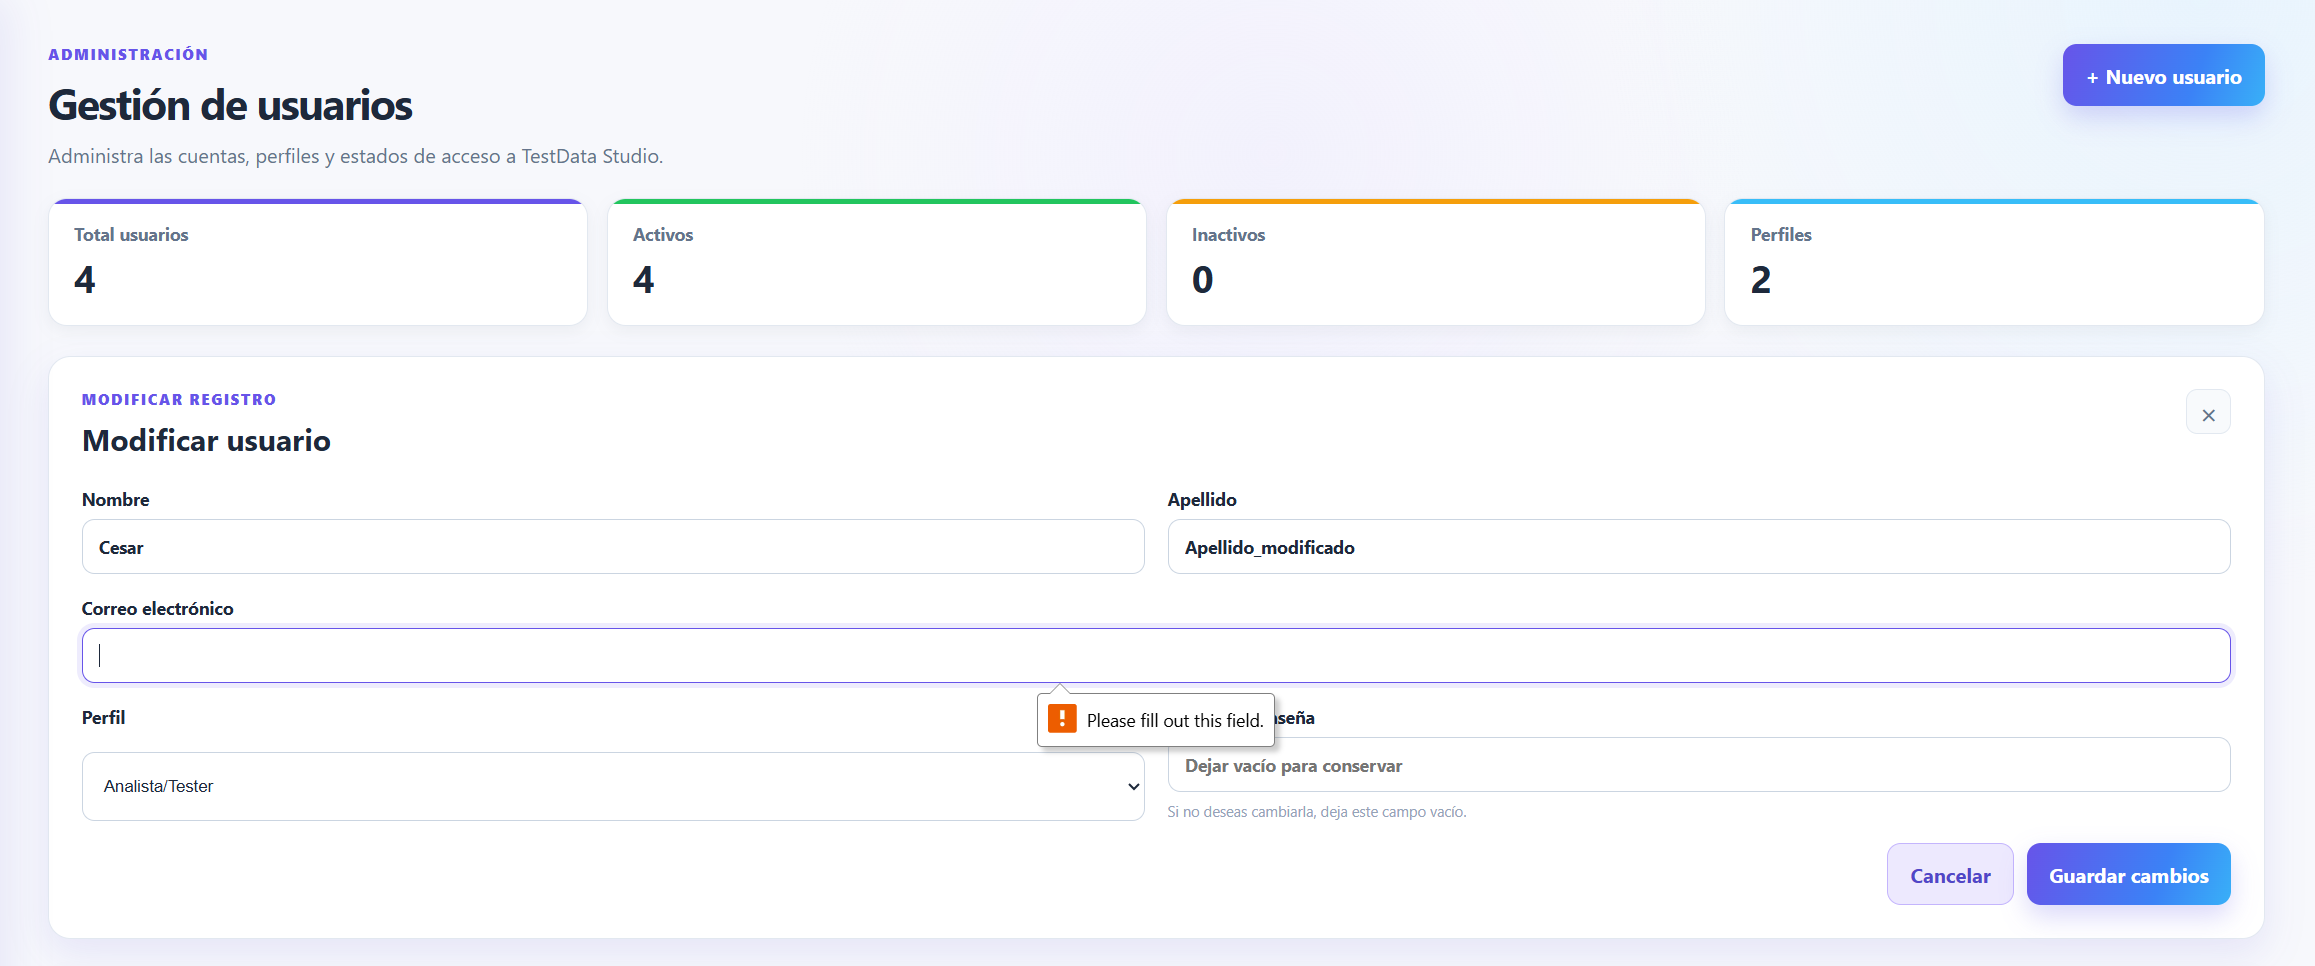 ADMINISTRACIÓN
Gestión de usuarios
Administra las cuentas, perfiles y estados de acceso a TestData Studio.
+ Nuevo usuario
Total usuarios
4
Activos
4
Inactivos
0
Perfiles
2
MODIFICAR REGISTRO
Modificar usuario
×
Nombre
Cesar
Apellido
Apellido_modificado
Correo electrónico
Please fill out this field.
Perfil
Analista/Tester
Dejar vacío para conservar
Si no deseas cambiarla, deja este campo vacío.
Cancelar
Guardar cambios